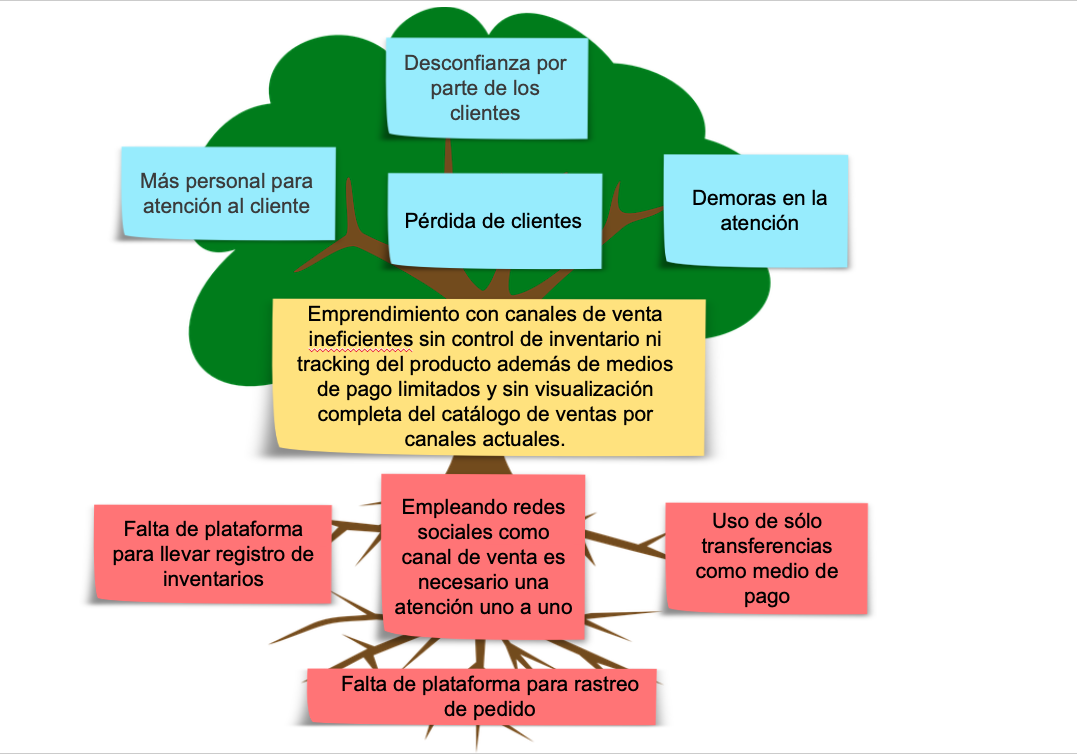 Desconfianza por
parte de los
clientes
Más personal para
atención al cliente
Pérdida de clientes
Demoras en la
atención
Emprendimiento con canales de venta
ineficientes sin control de inventario ni
tracking del producto además de medios
de pago limitados y sin visualización
completa del catálogo de ventas por
canales actuales.
Falta de plataforma
para llevar registro de
inventarios
Empleando redes
sociales como
canal de venta es
necesario una
atención uno a uno
Uso de sólo
transferencias
como medio de
pago
Falta de plataforma para rastreo
de pedido